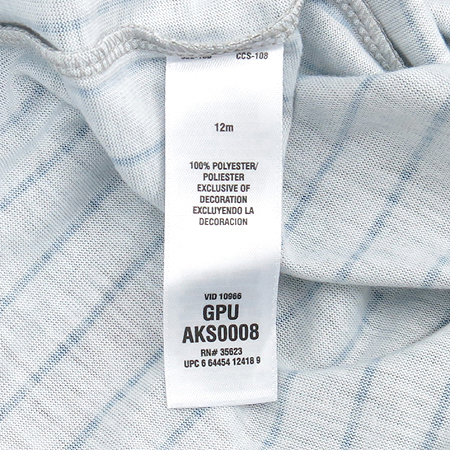 CCS-108
12m
100% POLYESTER/
POLIESTER
EXCLUSIVE OF
DECORATION
EXCLUYENDO LA
DECORACION
VID 10966
GPU
AKS0008
RN# 35623
UPC 6 64454 12418 9